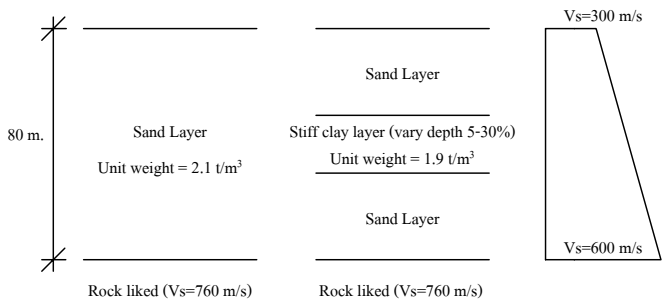 Vs=300 m/s
80 m.
Sand Layer
Unit weight = 2.1 t/m³
Rock liked (Vs=760 m/s)
Sand Layer
Stiff clay layer (vary depth 5-30%)
Unit weight = 1.9 t/m³
Sand Layer
Rock liked (Vs=760 m/s)
Vs=600 m/s